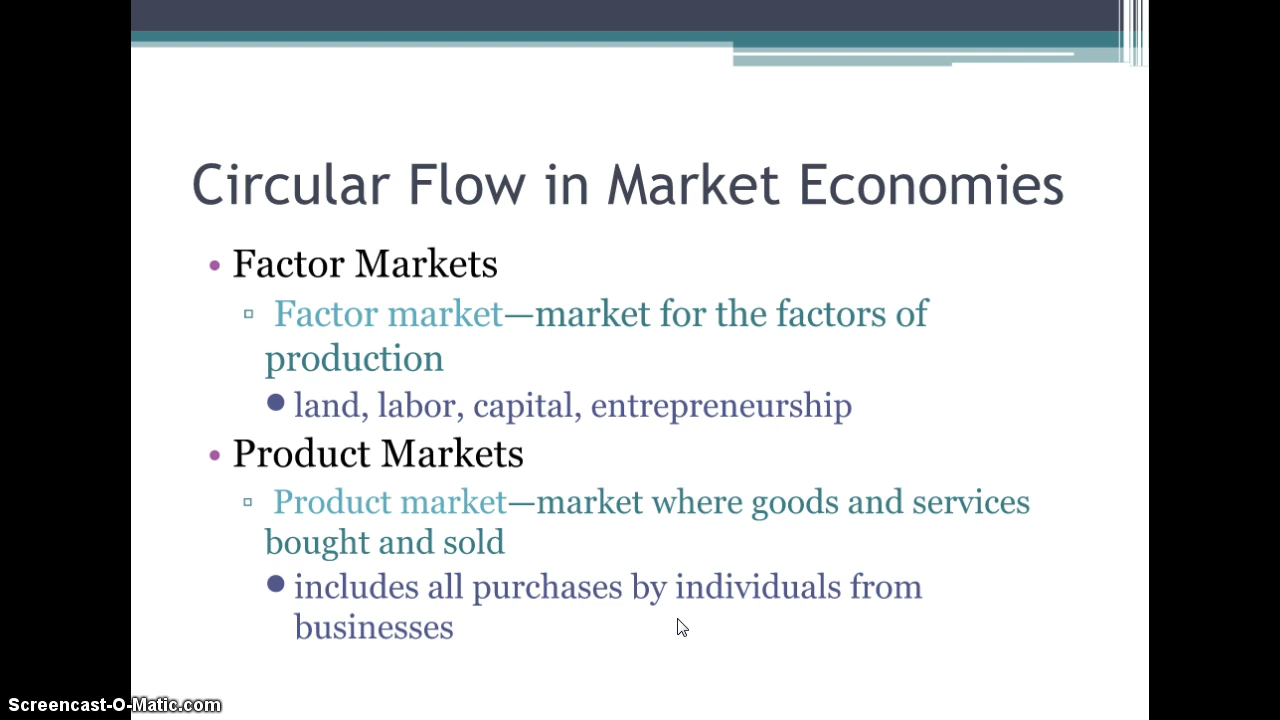 Circular Flow in Market Economies
• Factor Markets
▫ Factor market—market for the factors of
production
● land, labor, capital, entrepreneurship
• Product Markets
▫ Product market—market where goods and services
bought and sold
● includes all purchases by individuals from
businesses
Screencast-O-Matic.com